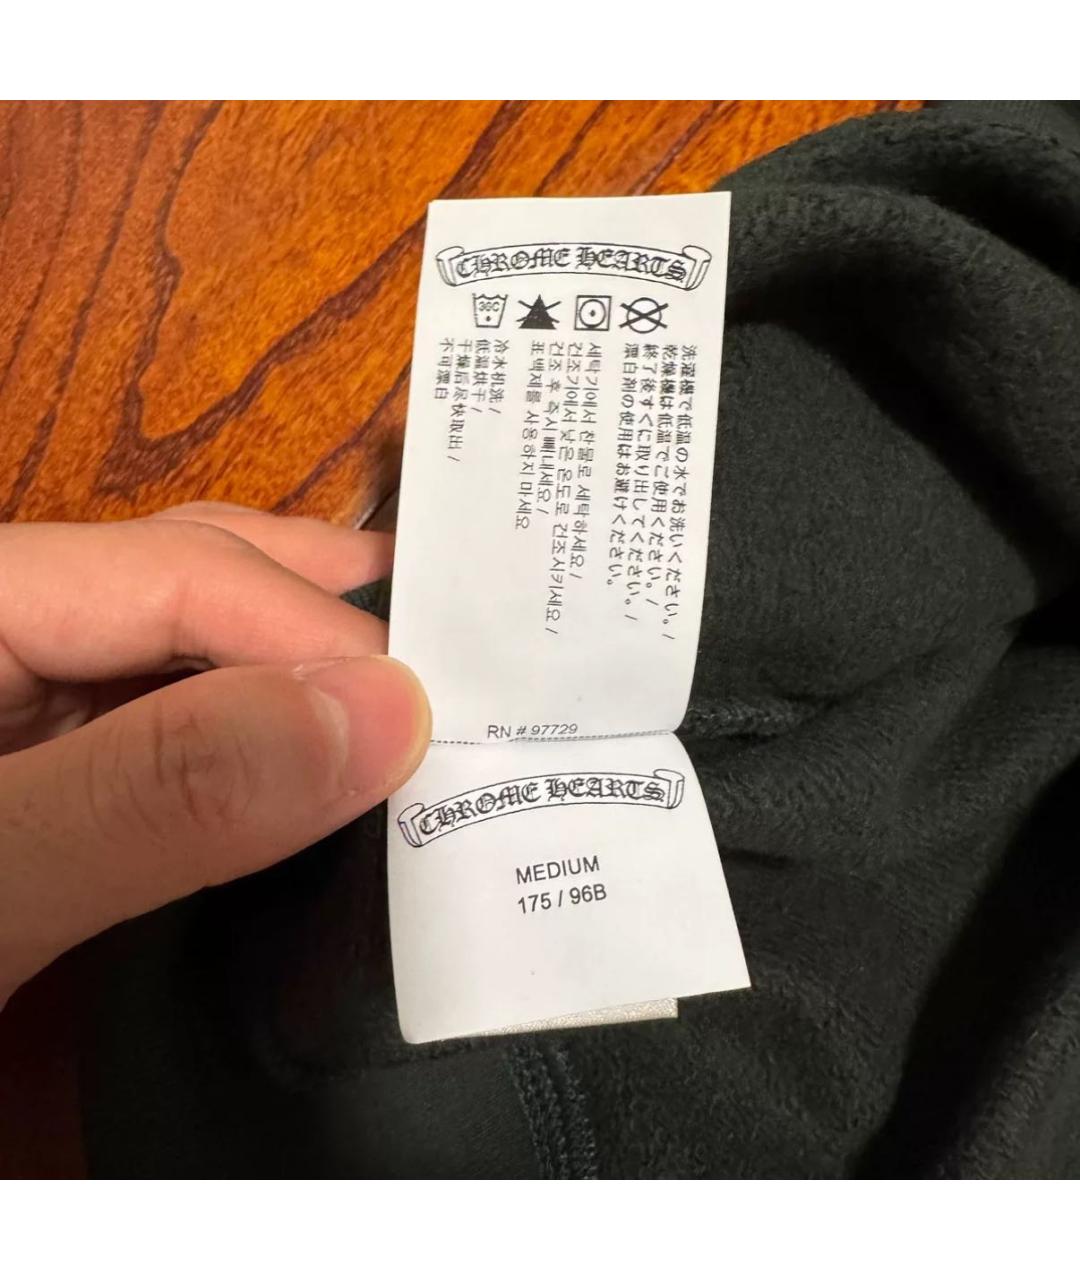 CHROME HEARTS
30C
洗濯機で低温の水でお洗いください。/
乾燥機は低温でご使用ください。/
終了後すぐに取り出してください。/
漂白剤の使用はお避けください。
세탁기에서 찬물로 세탁하세요/
건조기에서 낮은 온도로 건조시키세요/
건조 후 즉시 빼내세요/
표백제를 사용하지 마세요
冷水机洗/
低温烘干/
干燥后尽快取出/
不可漂白
RN # 97729
CHROME HEARTS
MEDIUM
175 / 96B